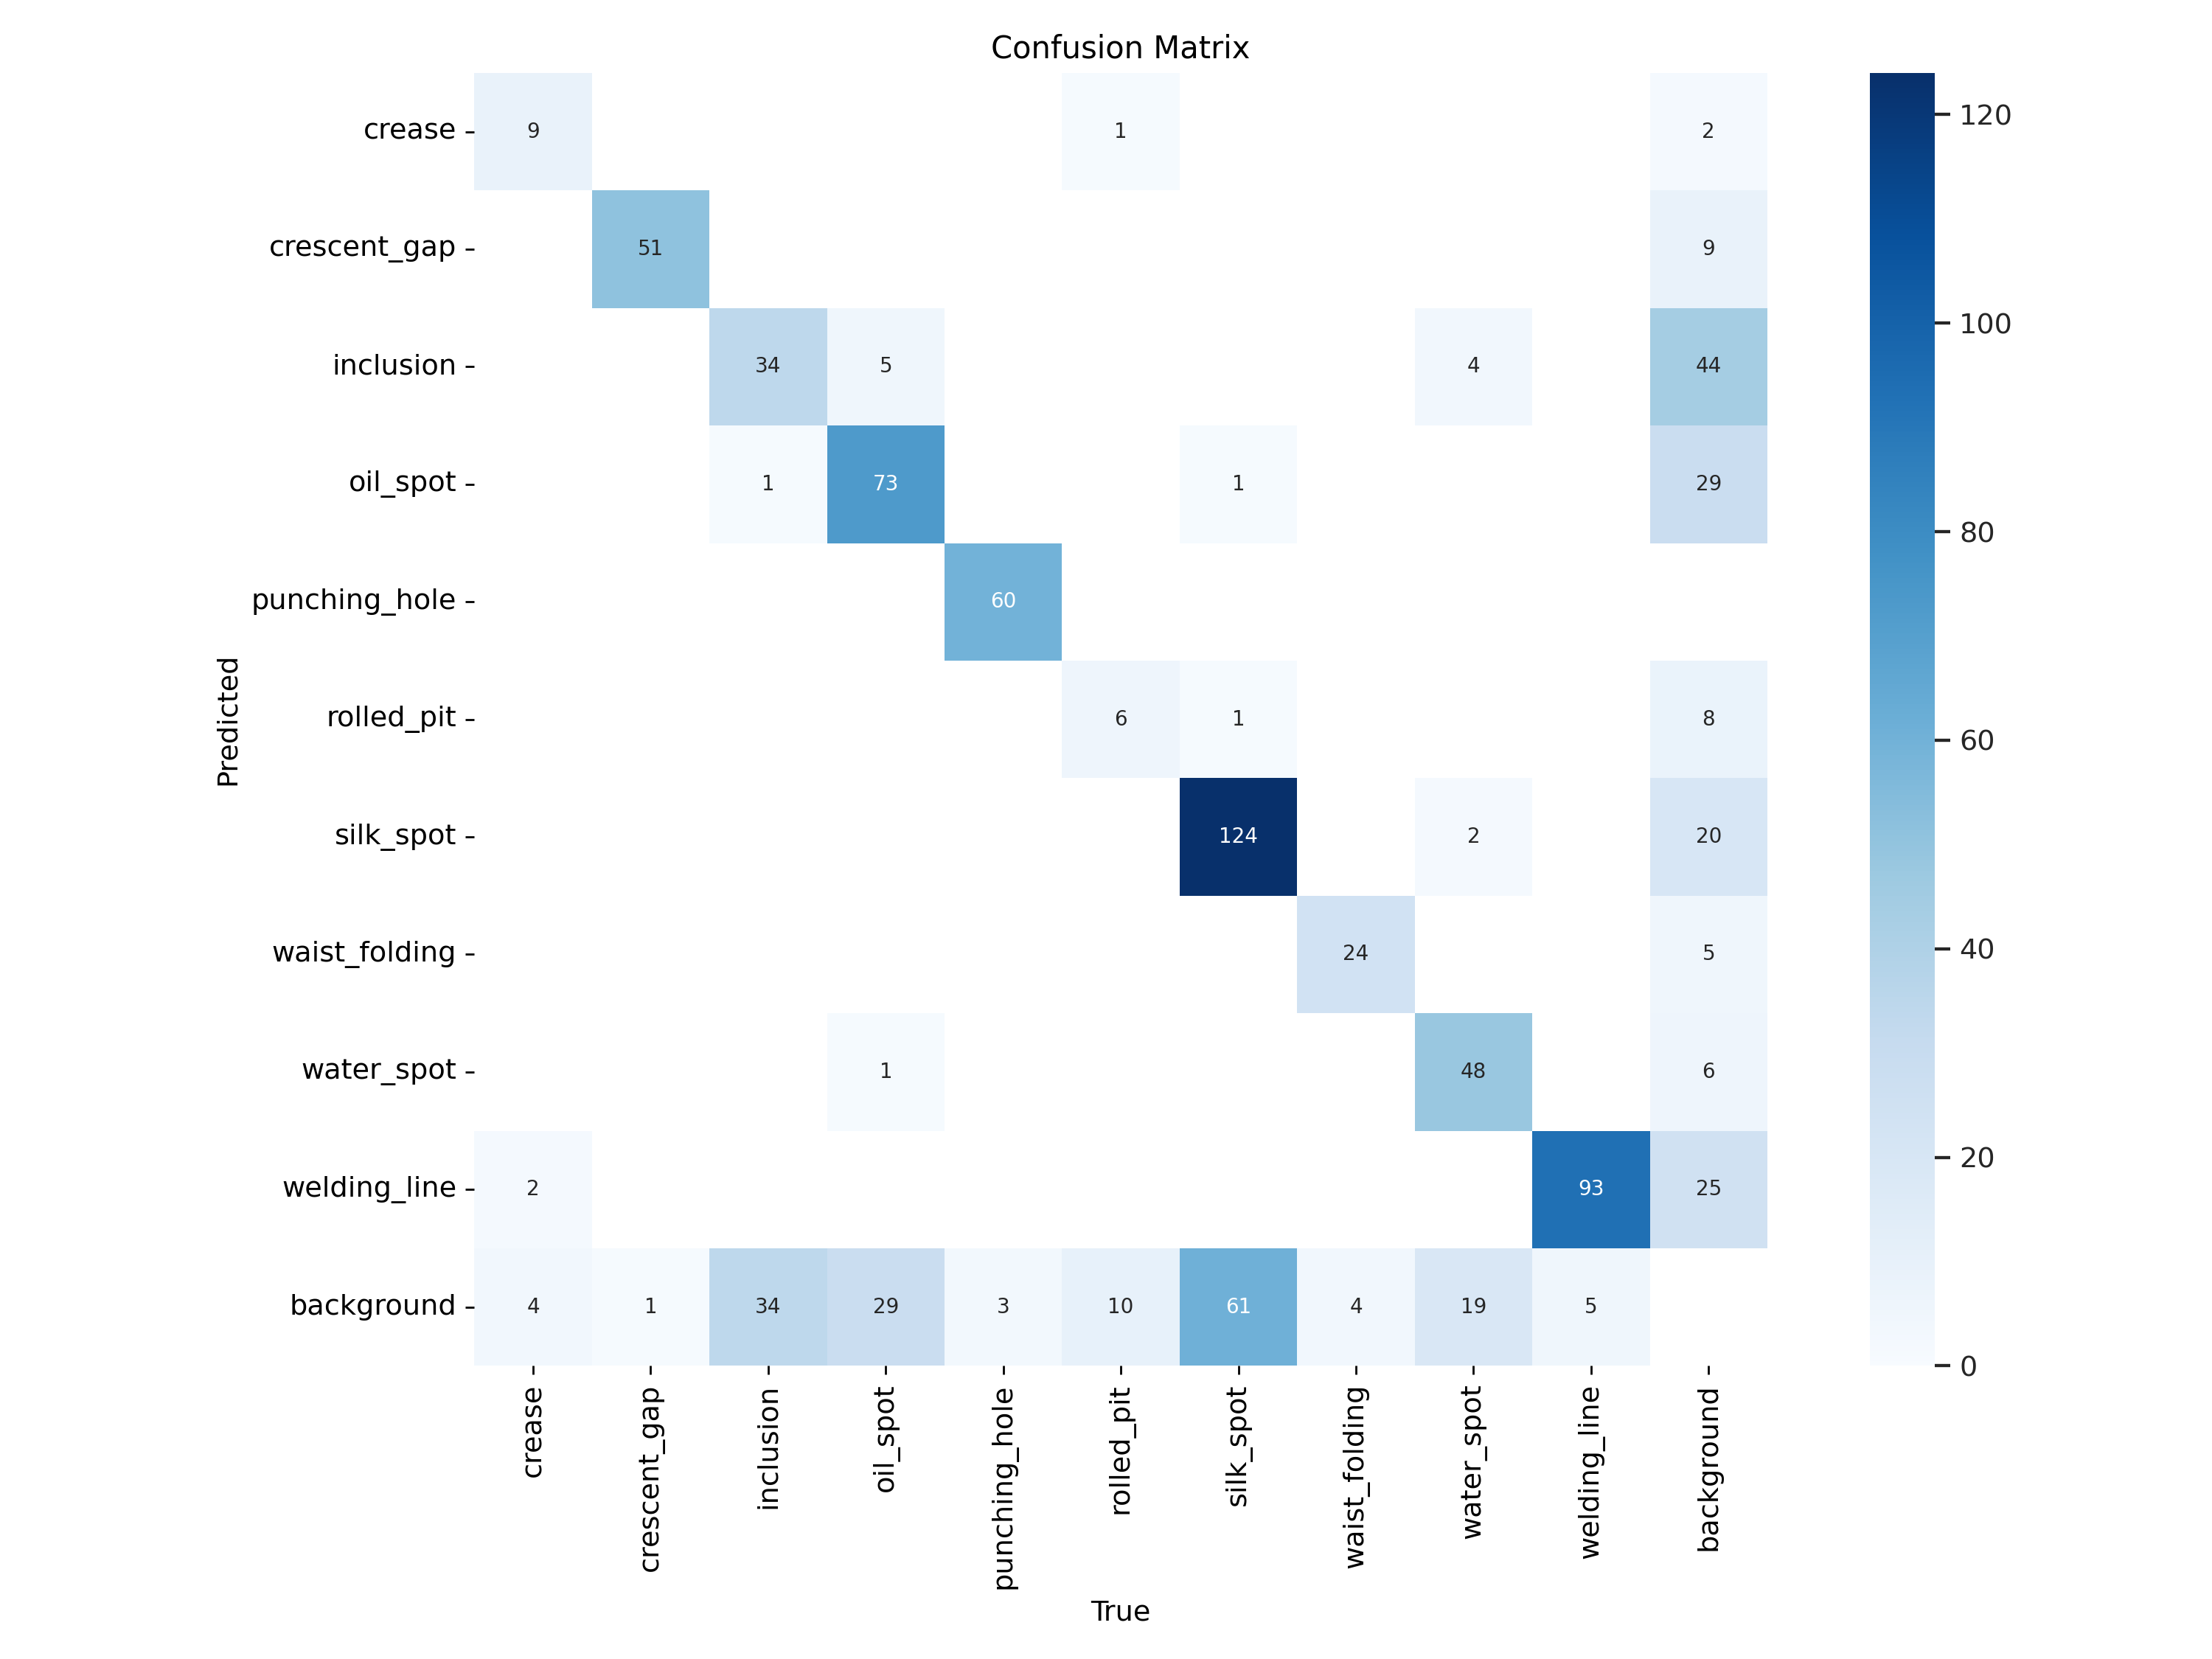 Confusion Matrix
crease 9 1 2
crescent_gap 51 9
inclusion 34 5 4 44
oil_spot 1 73 1 29
punching_hole 60
rolled_pit 6 1 8
silk_spot 124 2 20
waist_folding 24 5
water_spot 1 48 6
welding_line 2 93 25
background 4 1 34 29 3 10 61 4 19 5
Predicted
crease crescent_gap inclusion oil_spot punching_hole rolled_pit silk_spot waist_folding water_spot welding_line background
True
120
100
80
60
40
20
0